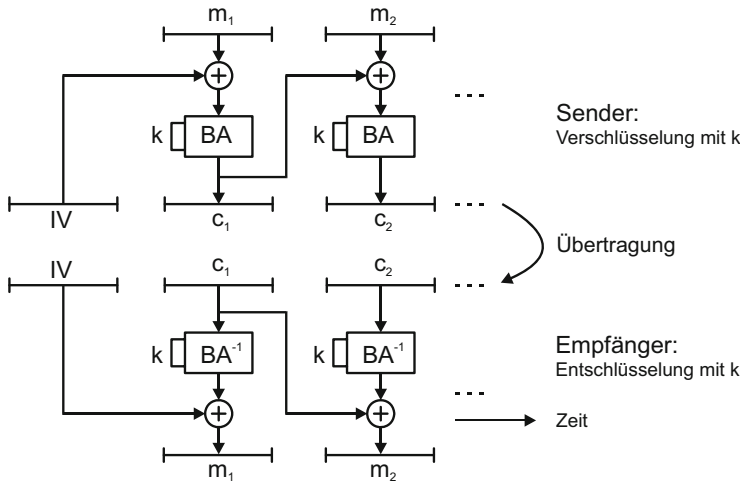 m₁ m₂
k BA k BA
Sender:
Verschlüsselung mit k
IV c₁ c₂
Übertragung
IV c₁ c₂
k BA⁻¹ k BA⁻¹
Empfänger:
Entschlüsselung mit k
Zeit
m₁ m₂